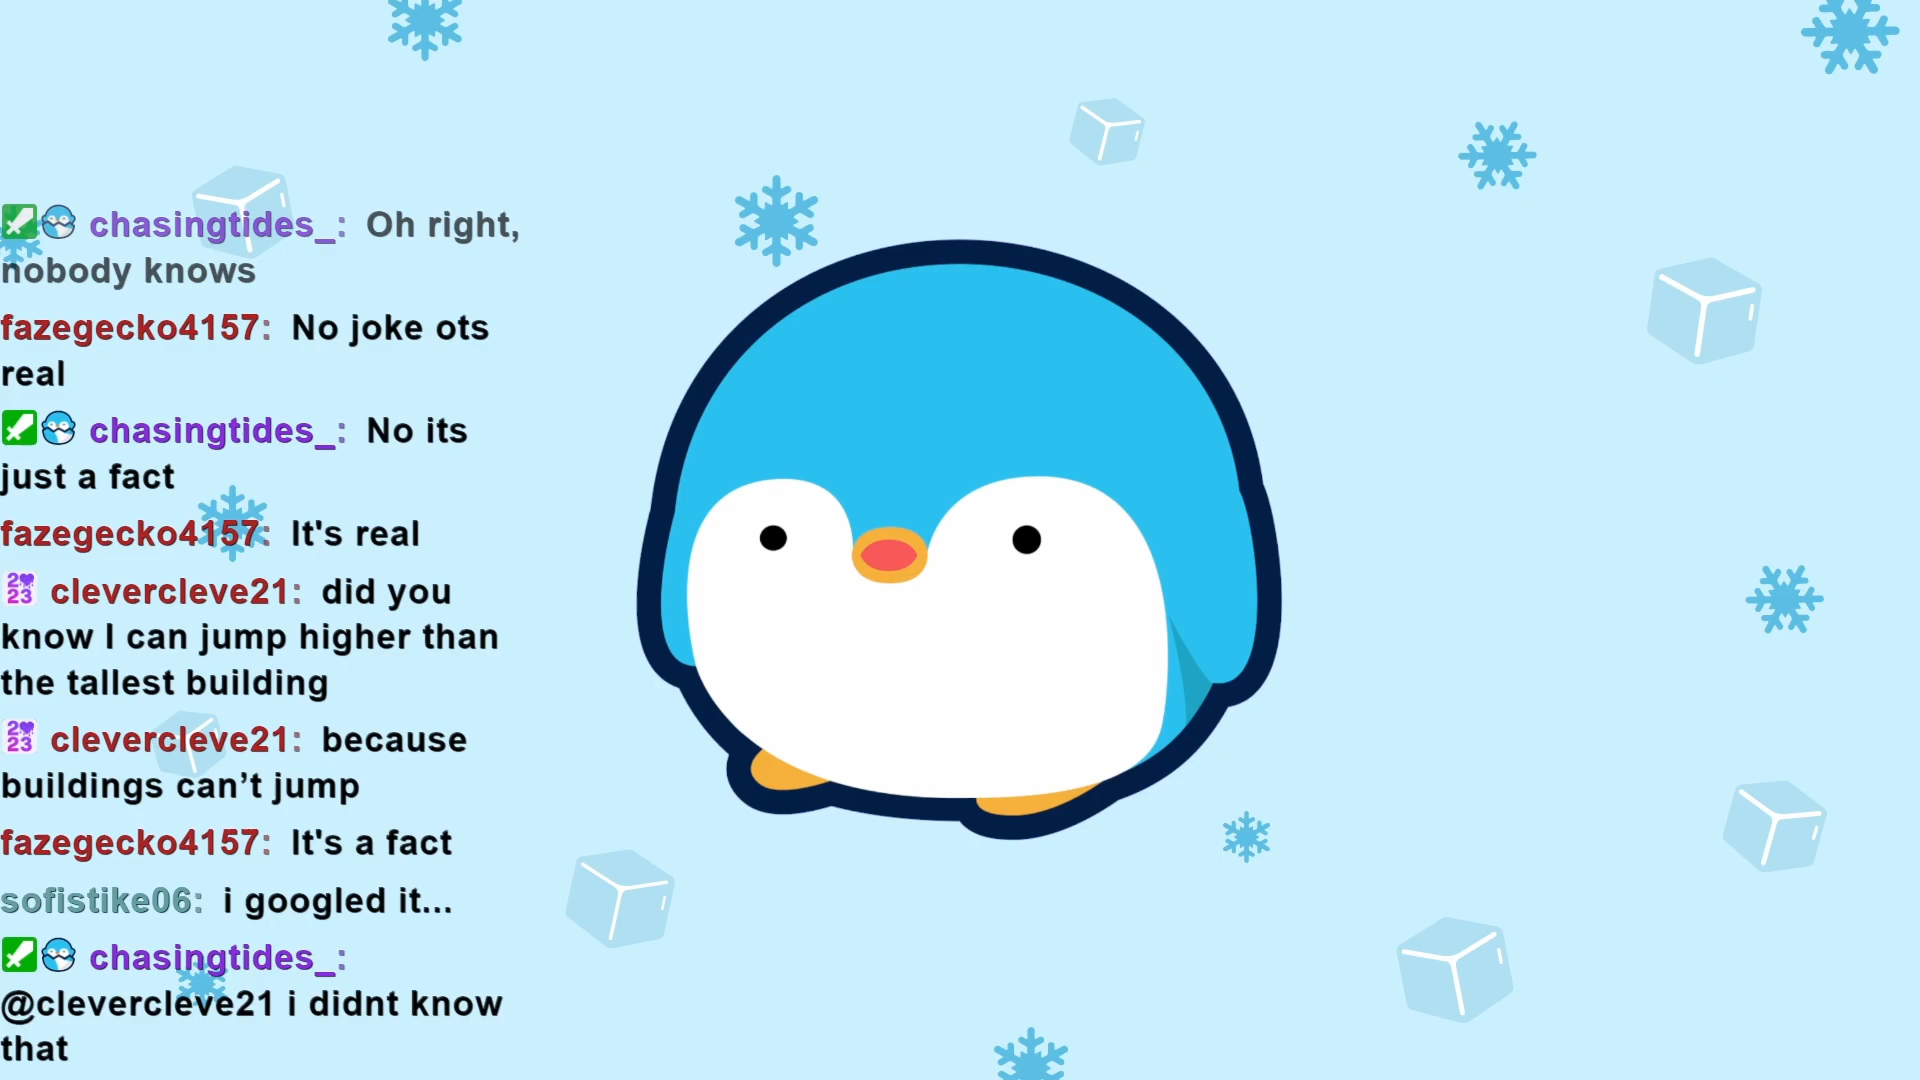 chasingtides_: Oh right,
nobody knows
fazegecko4157: No joke ots
real
chasingtides_: No its
just a fact
fazegecko4157: It's real
2023 clevercleve21: did you
know I can jump higher than
the tallest building
2023 clevercleve21: because
buildings can’t jump
fazegecko4157: It's a fact
sofistike06: i googled it...
chasingtides_:
@clevercleve21 i didnt know
that